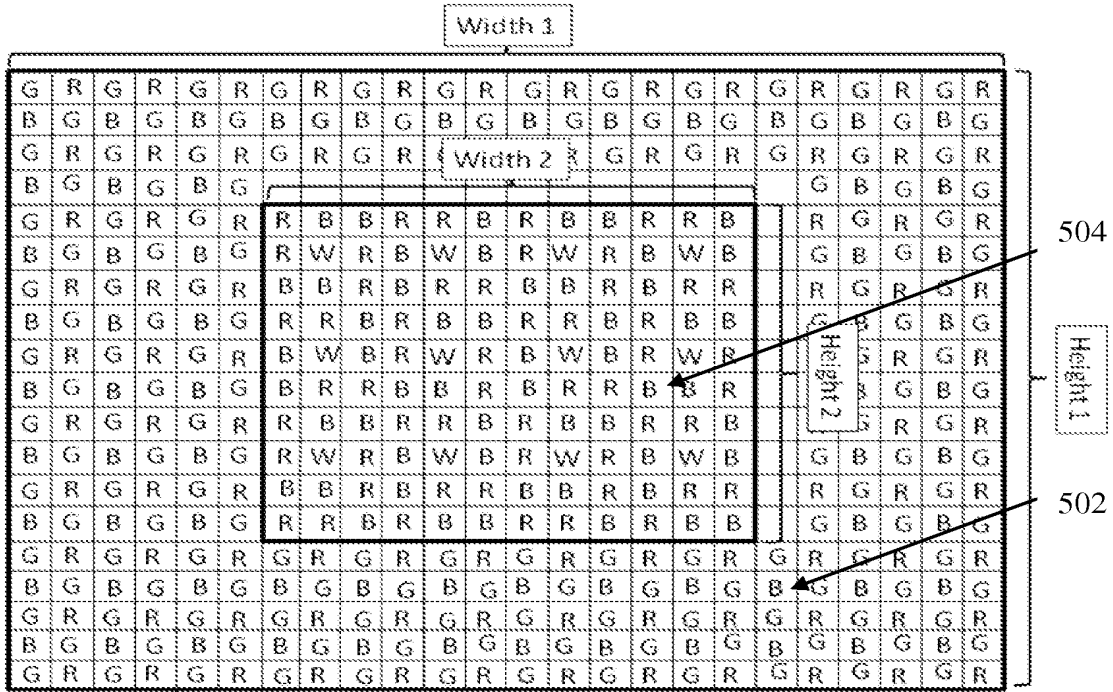 Width 1
G R G R G R G R G R G R G R G R G R G R G R G R
B G B G B G B G B G B G B G B G B G B G B G B G
G R G R G R G R G R Width 2 R G R G R G R G R G R
B G B G B G G B G B G
G R G R G R R B B R R B R B B R R B R G R G R
B G B G B G R W R B W B R W R B W B G B G B G
504
G R G R G R B B R B R R B B R B R R R G R G R
B G B G B G R R B R B B R R B R B B G B G B G
G R G R G R B W B R W R B W B R W R G R G R
Height 2
Height 1
B G B G B G B R R B B R B R R B B R B G B G
G R G R G R R B B R R B R B B R R B G R G R
B G B G B G R W R B W B R W R B W B G B G B G
G R G R G R B B R B R R B B R B R R R G R G R
502
B G B G B G R R B R B B R R B R B B G B G B G
G R G R G R G R G R G R G R G R G R G R G R G R
B G B G B G B G B G B G B G B G B G B G B G B G
G R G R G R G R G R G R G R G R G R G R G R G R
B G B G B G B G B G B G B G B G B G B G B G B G
G R G R G R G R G R G R G R G R G R G R G R G R